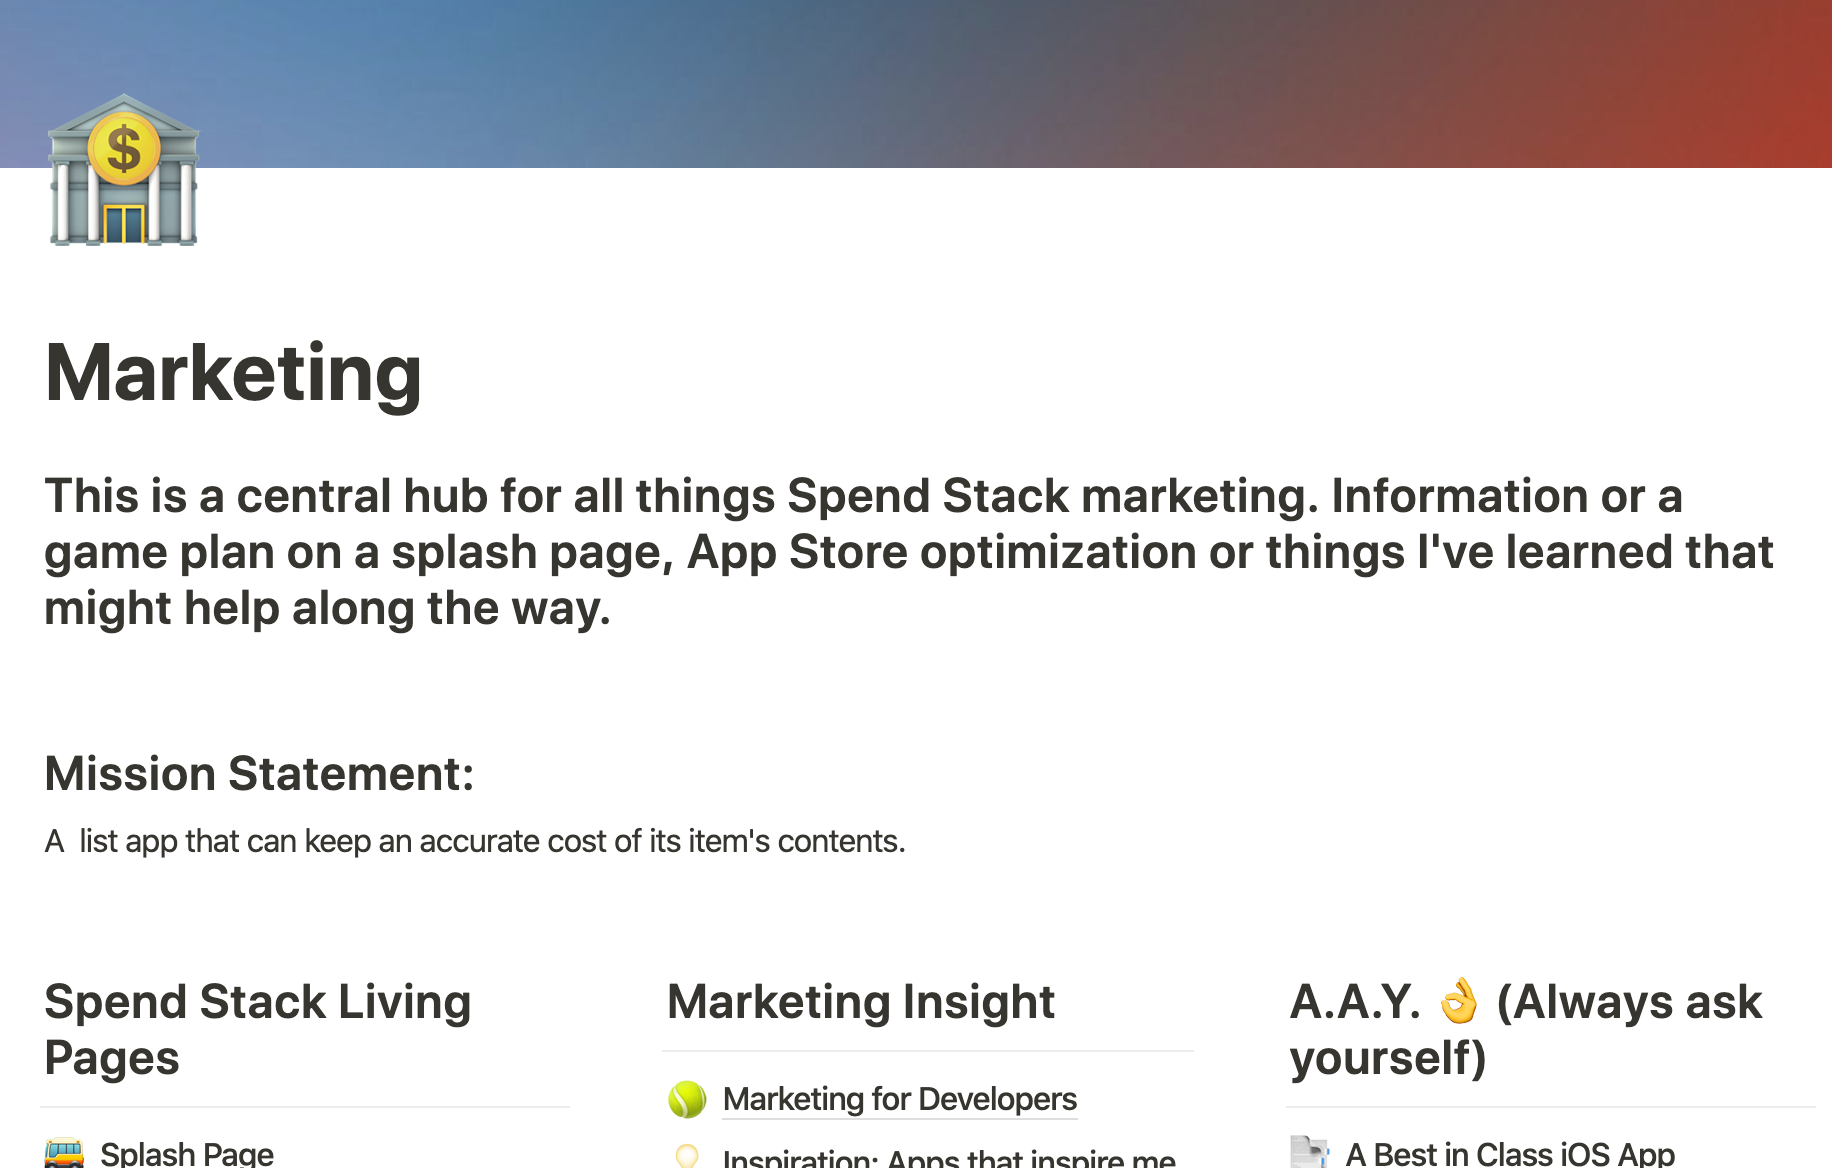 $
Marketing
This is a central hub for all things Spend Stack marketing. Information or a
game plan on a splash page, App Store optimization or things I've learned that
might help along the way.
Mission Statement:
A  list app that can keep an accurate cost of its item's contents.
Spend Stack Living
Pages
Splash Page
Marketing Insight
Marketing for Developers
Inspiration: Apps that inspire me
A.A.Y. 👌 (Always ask
yourself)
A Best in Class iOS App